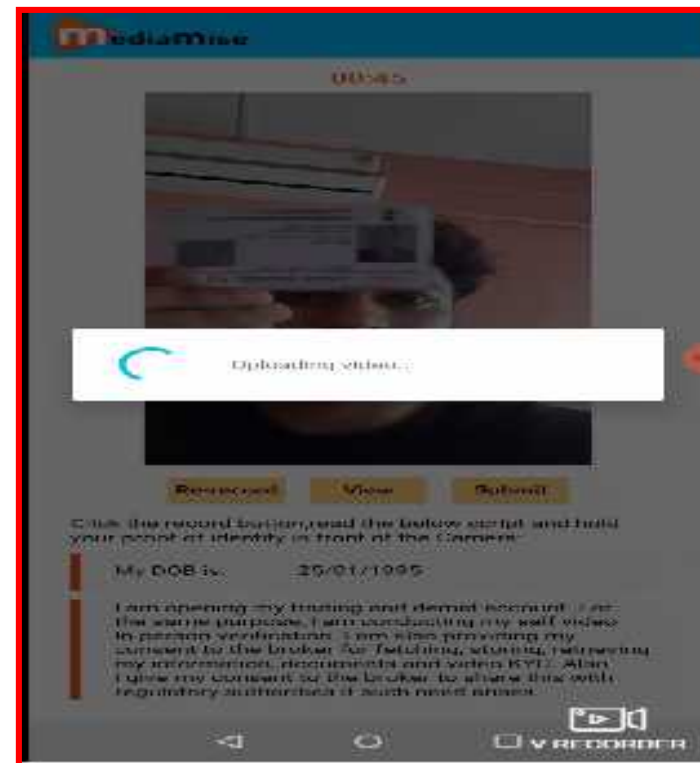 mediaMine
00:45
Uploading video...
Rerecord View Submit
Click the record button,read the below script and hold
your proof of identity in front of the Camera:
My DOB is: 25/01/1995
I am opening my trading and demat account. For
the same purpose, I am conducting my self video
in person verification. I am also providing my
consent to the broker for fetching, storing, retrieving
my information, documents and video KYC. Also
I give my consent to the broker to share this with
regulatory authorities if such need arises.
V RECORDER